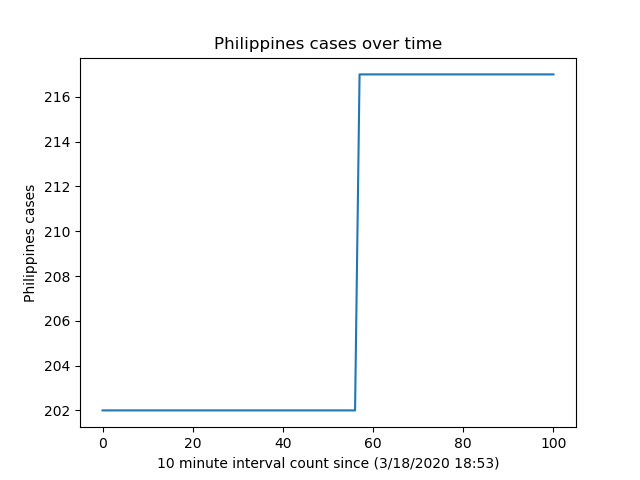 Philippines cases over time
216
214
212
210
208
206
204
202
Philippines cases
0 20 40 60 80 100
10 minute interval count since (3/18/2020 18:53)